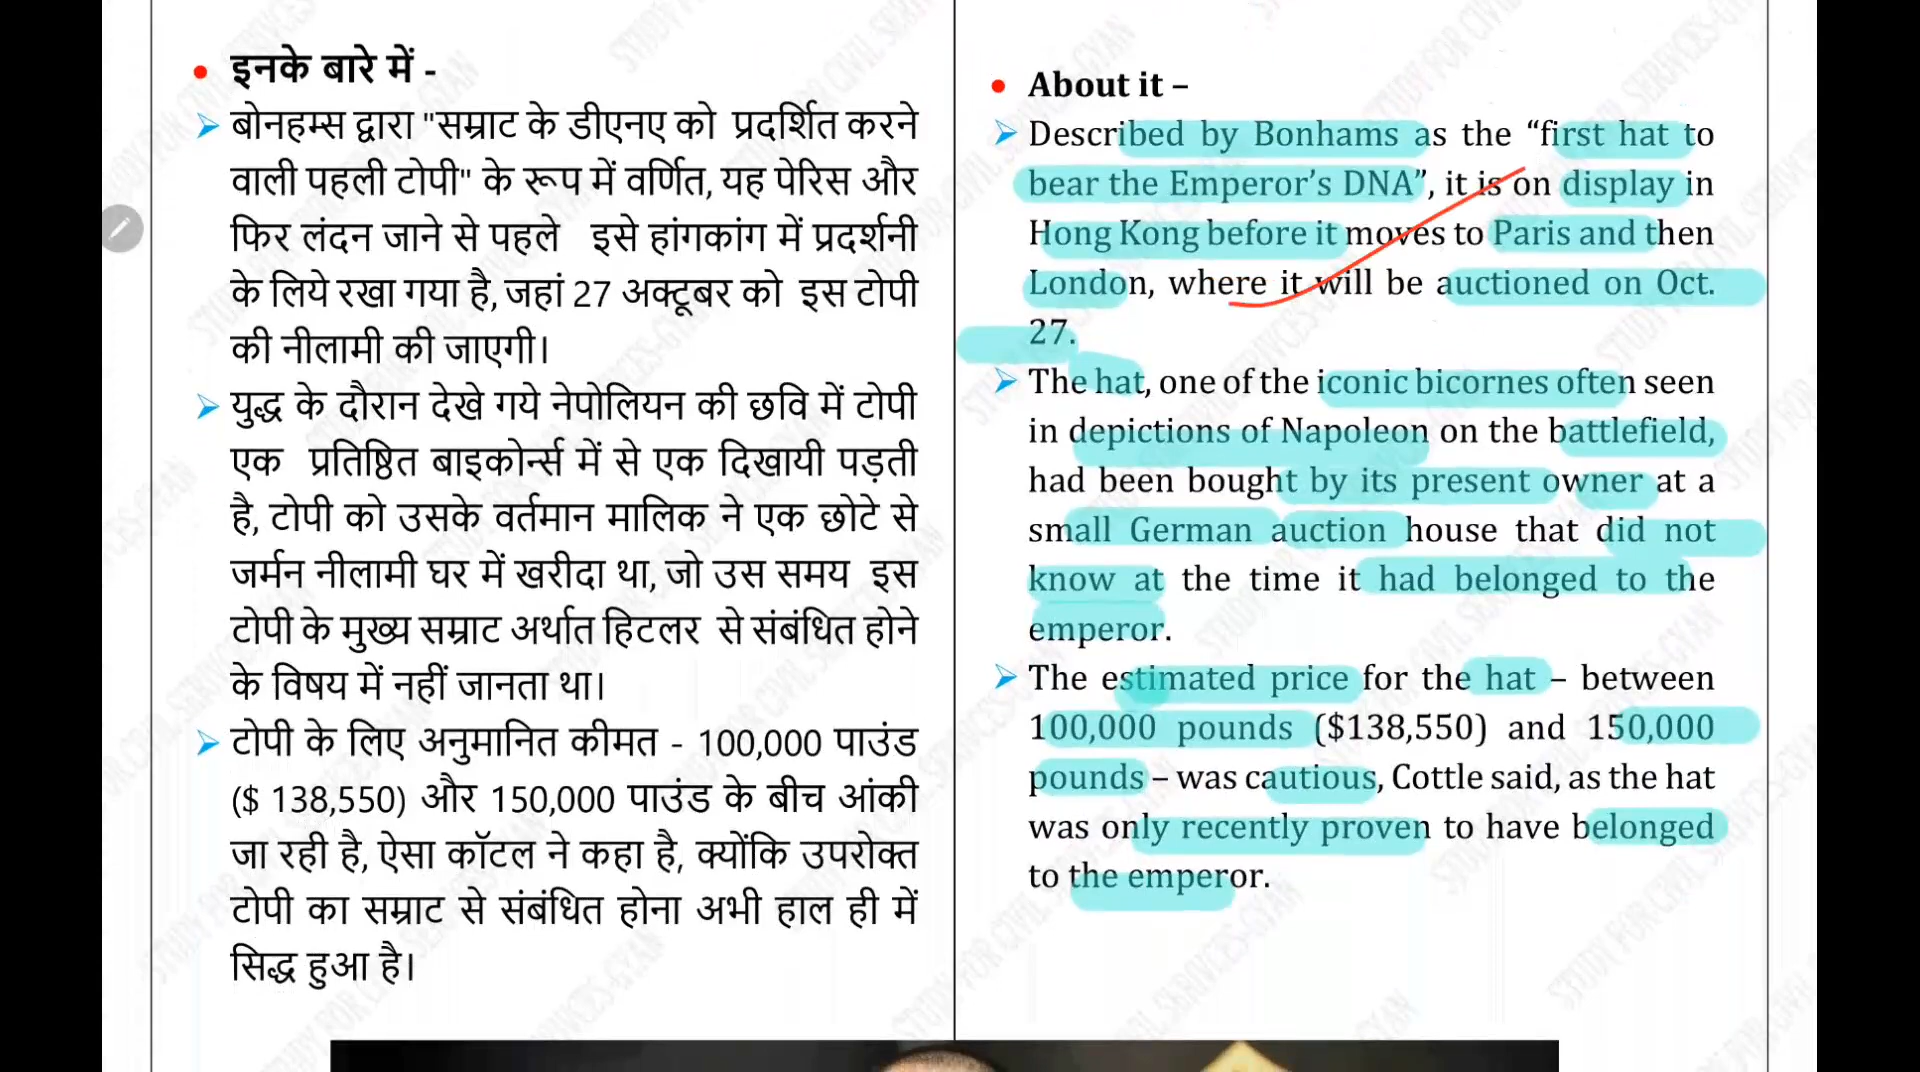 इनके बारे में -
बोनहम्स द्वारा "सम्राट के डीएनए को प्रदर्शित करने
वाली पहली टोपी" के रूप में वर्णित, यह पेरिस और
फिर लंदन जाने से पहले इसे हांगकांग में प्रदर्शनी
के लिये रखा गया है, जहां 27 अक्टूबर को इस टोपी
की नीलामी की जाएगी।
युद्ध के दौरान देखे गये नेपोलियन की छवि में टोपी
एक प्रतिष्ठित बाइकोर्न्स में से एक दिखायी पड़ती
है, टोपी को उसके वर्तमान मालिक ने एक छोटे से
जर्मन नीलामी घर में खरीदा था, जो उस समय इस
टोपी के मुख्य सम्राट अर्थात हिटलर से संबंधित होने
के विषय में नहीं जानता था।
टोपी के लिए अनुमानित कीमत - 100,000 पाउंड
($ 138,550) और 150,000 पाउंड के बीच आंकी
जा रही है, ऐसा कॉटल ने कहा है, क्योंकि उपरोक्त
टोपी का सम्राट से संबंधित होना अभी हाल ही में
सिद्ध हुआ है।
About it –
Described by Bonhams as the “first hat to
bear the Emperor’s DNA”, it is on display in
Hong Kong before it moves to Paris and then
London, where it will be auctioned on Oct.
27.
The hat, one of the iconic bicornes often seen
in depictions of Napoleon on the battlefield,
had been bought by its present owner at a
small German auction house that did not
know at the time it had belonged to the
emperor.
The estimated price for the hat – between
100,000 pounds ($138,550) and 150,000
pounds – was cautious, Cottle said, as the hat
was only recently proven to have belonged
to the emperor.